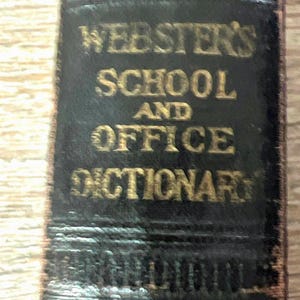 WEBSTER'S
SCHOOL
AND
OFFICE
DICTIONARY